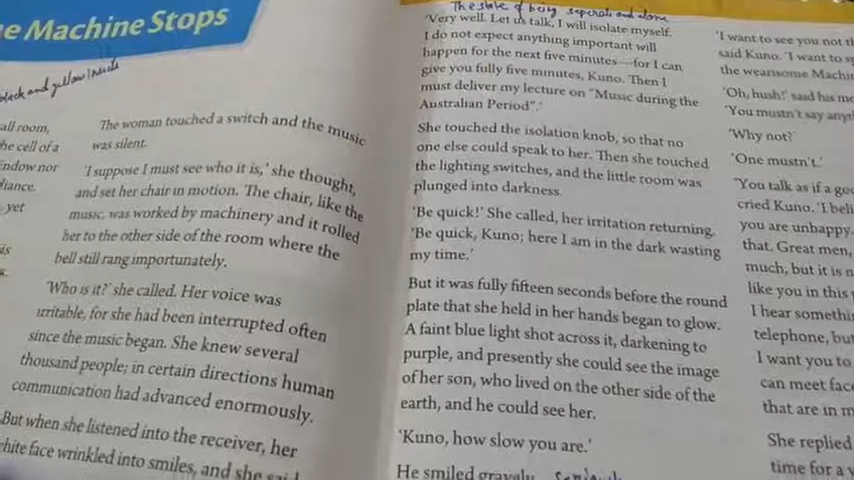 e Machine Stops
black and yellow inside
all room,
he cell of a
indow nor
liance.
yet
as
s.
The woman touched a switch and the music
was silent.
'I suppose I must see who it is,' she thought,
and set her chair in motion. The chair, like the
music, was worked by machinery and it rolled
her to the other side of the room where the
bell still rang importunately.
'Who is it?' she called. Her voice was
irritable, for she had been interrupted often
since the music began. She knew several
thousand people; in certain directions human
communication had advanced enormously.
But when she listened into the receiver, her
white face wrinkled into smiles, and she said
The state of being seperate and alone
'Very well. Let us talk, I will isolate myself.
I do not expect anything important will
happen for the next five minutes—for I can
give you fully five minutes, Kuno. Then I
must deliver my lecture on "Music during the
Australian Period".'
She touched the isolation knob, so that no
one else could speak to her. Then she touched
the lighting switches, and the little room was
plunged into darkness.
'Be quick!' She called, her irritation returning.
'Be quick, Kuno; here I am in the dark wasting
my time.'
But it was fully fifteen seconds before the round
plate that she held in her hands began to glow.
A faint blue light shot across it, darkening to
purple, and presently she could see the image
of her son, who lived on the other side of the
earth, and he could see her.
'Kuno, how slow you are.'
He smiled gravely
'I want to see you not th
said Kuno. 'I want to sp
the wearisome Machin
'Oh, hush!' said his mo
'You mustn't say anyth
'Why not?'
'One mustn't.'
'You talk as if a go
cried Kuno. 'I beli
you are unhappy.
that. Great men,
much, but it is n
like you in this
I hear somethin
telephone, but
I want you to
can meet face
that are in m
She replied
time for a v